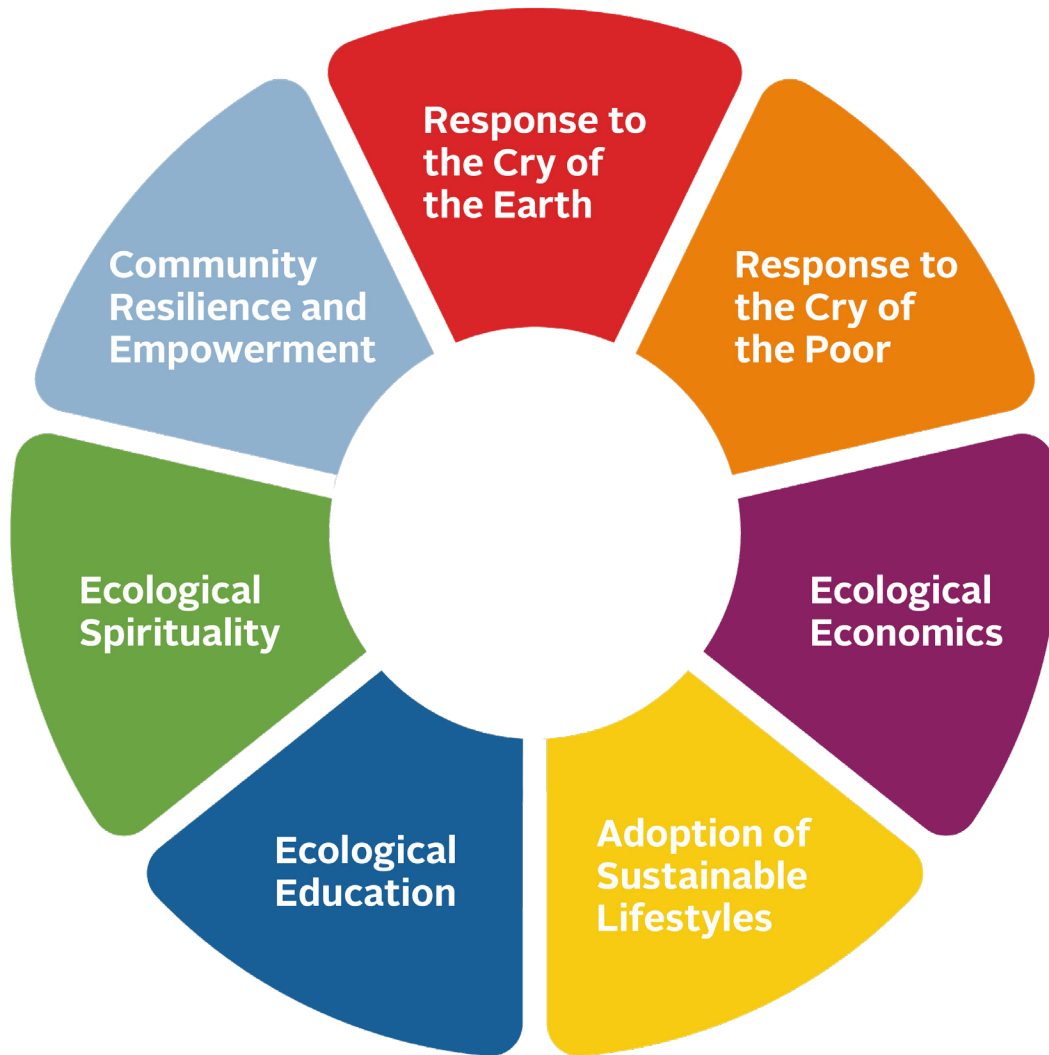 Response to
the Cry of
the Earth
Response to
the Cry of
the Poor
Ecological
Economics
Adoption of
Sustainable
Lifestyles
Ecological
Education
Ecological
Spirituality
Community
Resilience and
Empowerment